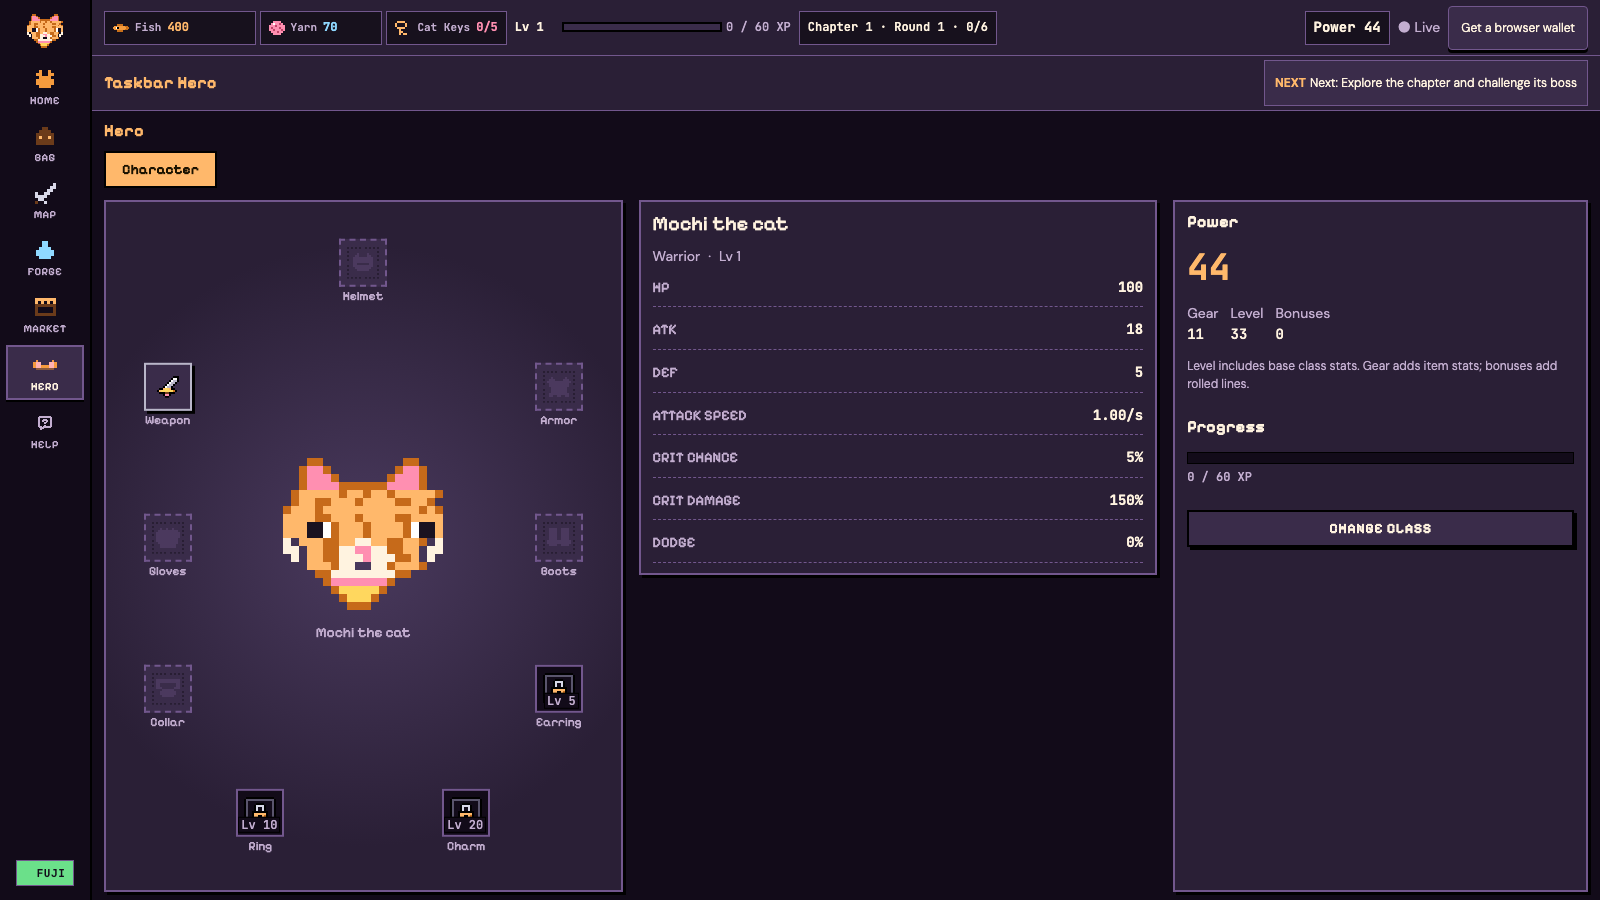 Fish 400
Yarn 70
Cat Keys 0/5
Lv 1
0 / 60 XP
Chapter 1 · Round 1 · 0/6
Power 44
Live
Get a browser wallet
HOME
BAG
MAP
FORGE
MARKET
HERO
HELP
FUJI
Taskbar Hero
NEXT Next: Explore the chapter and challenge its boss
Hero
Character
Helmet
Weapon
Armor
Gloves
Boots
Mochi the cat
Collar
Lv 5
Earring
Lv 10
Ring
Lv 20
Charm
Mochi the cat
Warrior · Lv 1
HP 100
ATK 18
DEF 5
ATTACK SPEED 1.00/s
CRIT CHANCE 5%
CRIT DAMAGE 150%
DODGE 0%
Power
44
Gear Level Bonuses
11 33 0
Level includes base class stats. Gear adds item stats; bonuses add
rolled lines.
Progress
0 / 60 XP
CHANGE CLASS